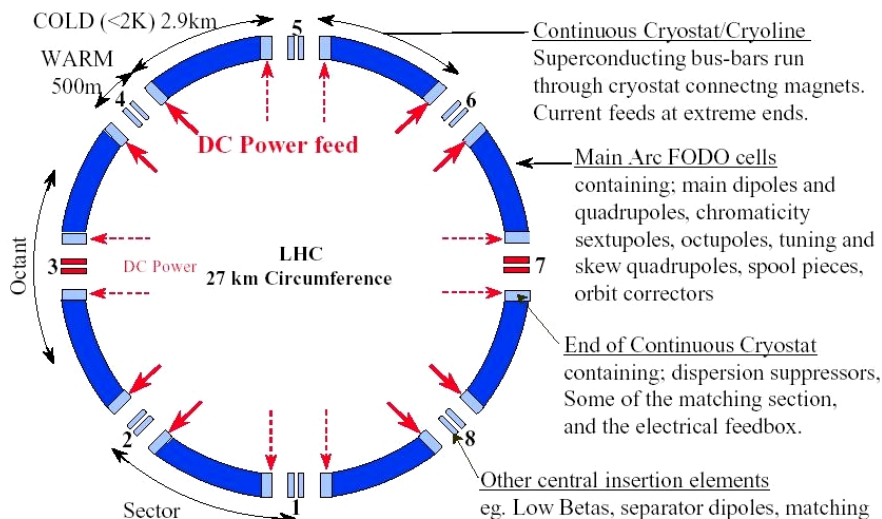 COLD (<2K) 2.9km
WARM
500m
5
4
6
DC Power feed
Octant
3
DC Power
LHC
27 km Circumference
7
2
8
Sector
1
Continuous Cryostat/Cryoline
Superconducting bus-bars run
through cryostat connectng magnets.
Current feeds at extreme ends.
Main Arc FODO cells
containing; main dipoles and
quadrupoles, chromaticity
sextupoles, octupoles, tuning and
skew quadrupoles, spool pieces,
orbit correctors
End of Continuous Cryostat
containing; dispersion suppressors,
Some of the matching section,
and the electrical feedbox.
Other central insertion elements
eg. Low Betas, separator dipoles, matching